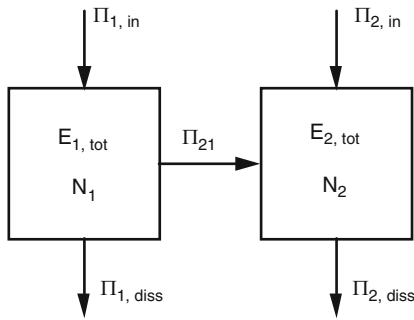 Π1, in
Π2, in
E1, tot
N1
Π21
E2, tot
N2
Π1, diss
Π2, diss